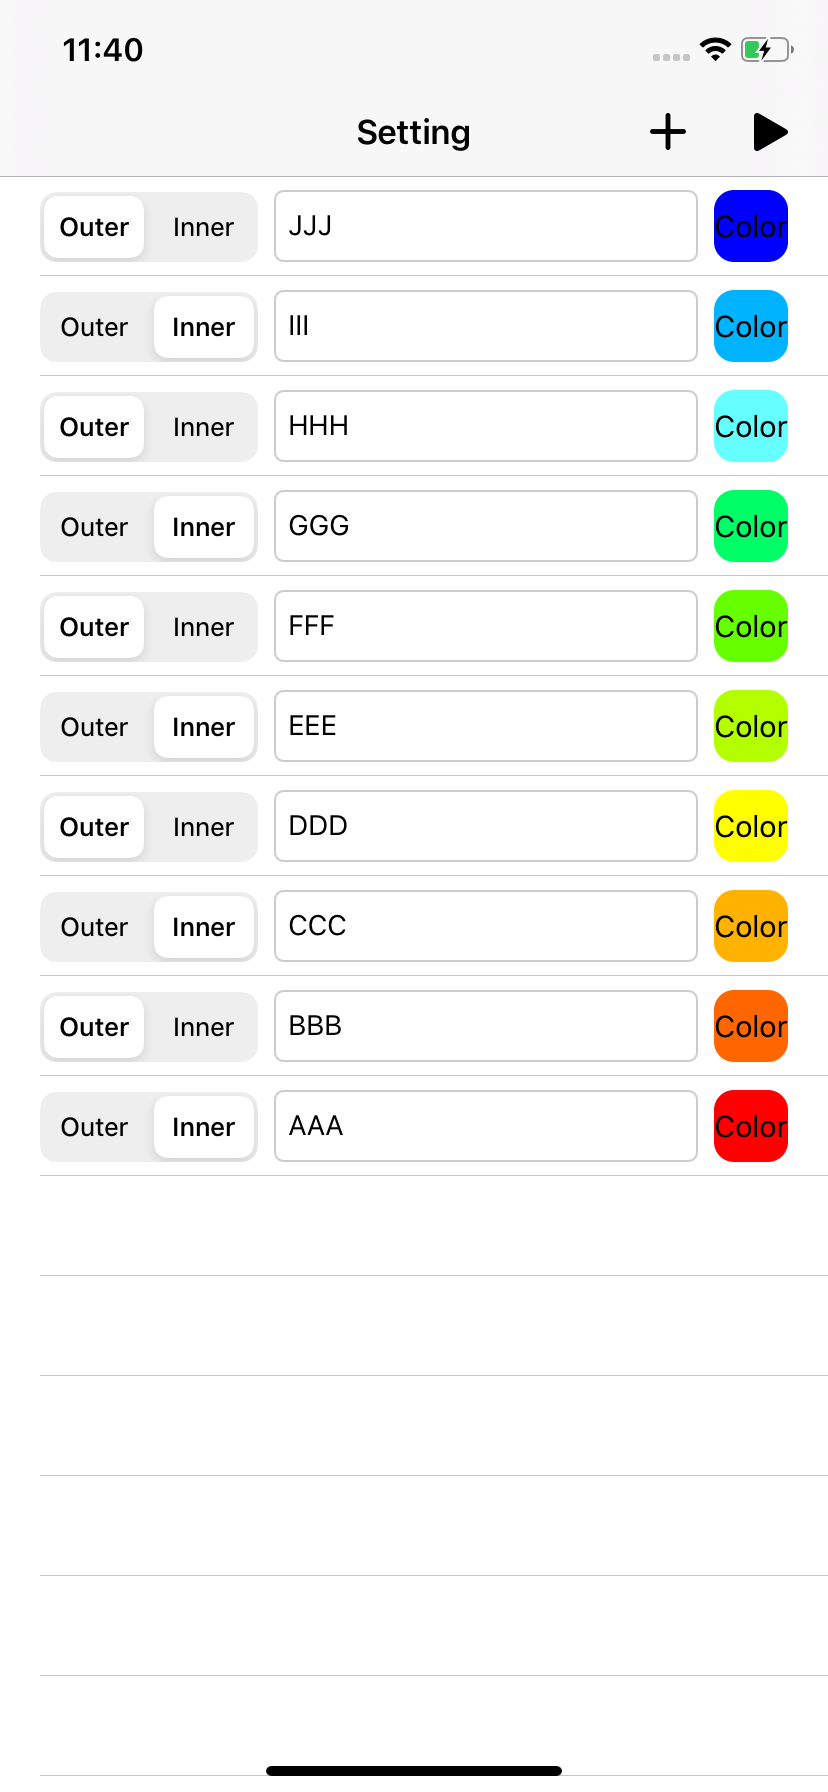 11:40
Setting
Outer Inner JJJ Color
Outer Inner III Color
Outer Inner HHH Color
Outer Inner GGG Color
Outer Inner FFF Color
Outer Inner EEE Color
Outer Inner DDD Color
Outer Inner CCC Color
Outer Inner BBB Color
Outer Inner AAA Color